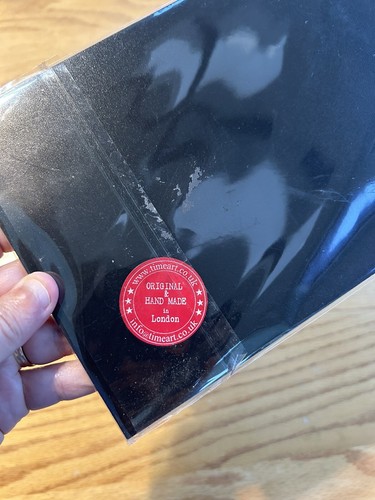 www.timeart.co.uk
ORIGINAL
&
HAND MADE
in
London
info@timeart.co.uk